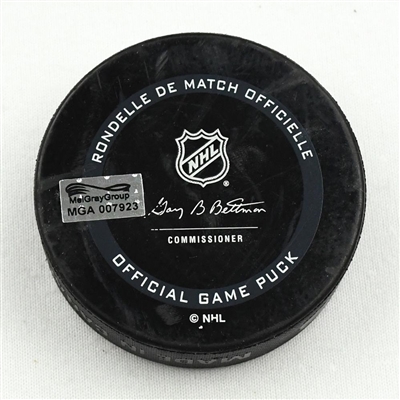 RONDELLE DE MATCH OFFICIELLE
NHL
MeiGrayGroup
MGA 007923
Gary B Bettman
COMMISSIONER
OFFICIAL GAME PUCK
© NHL